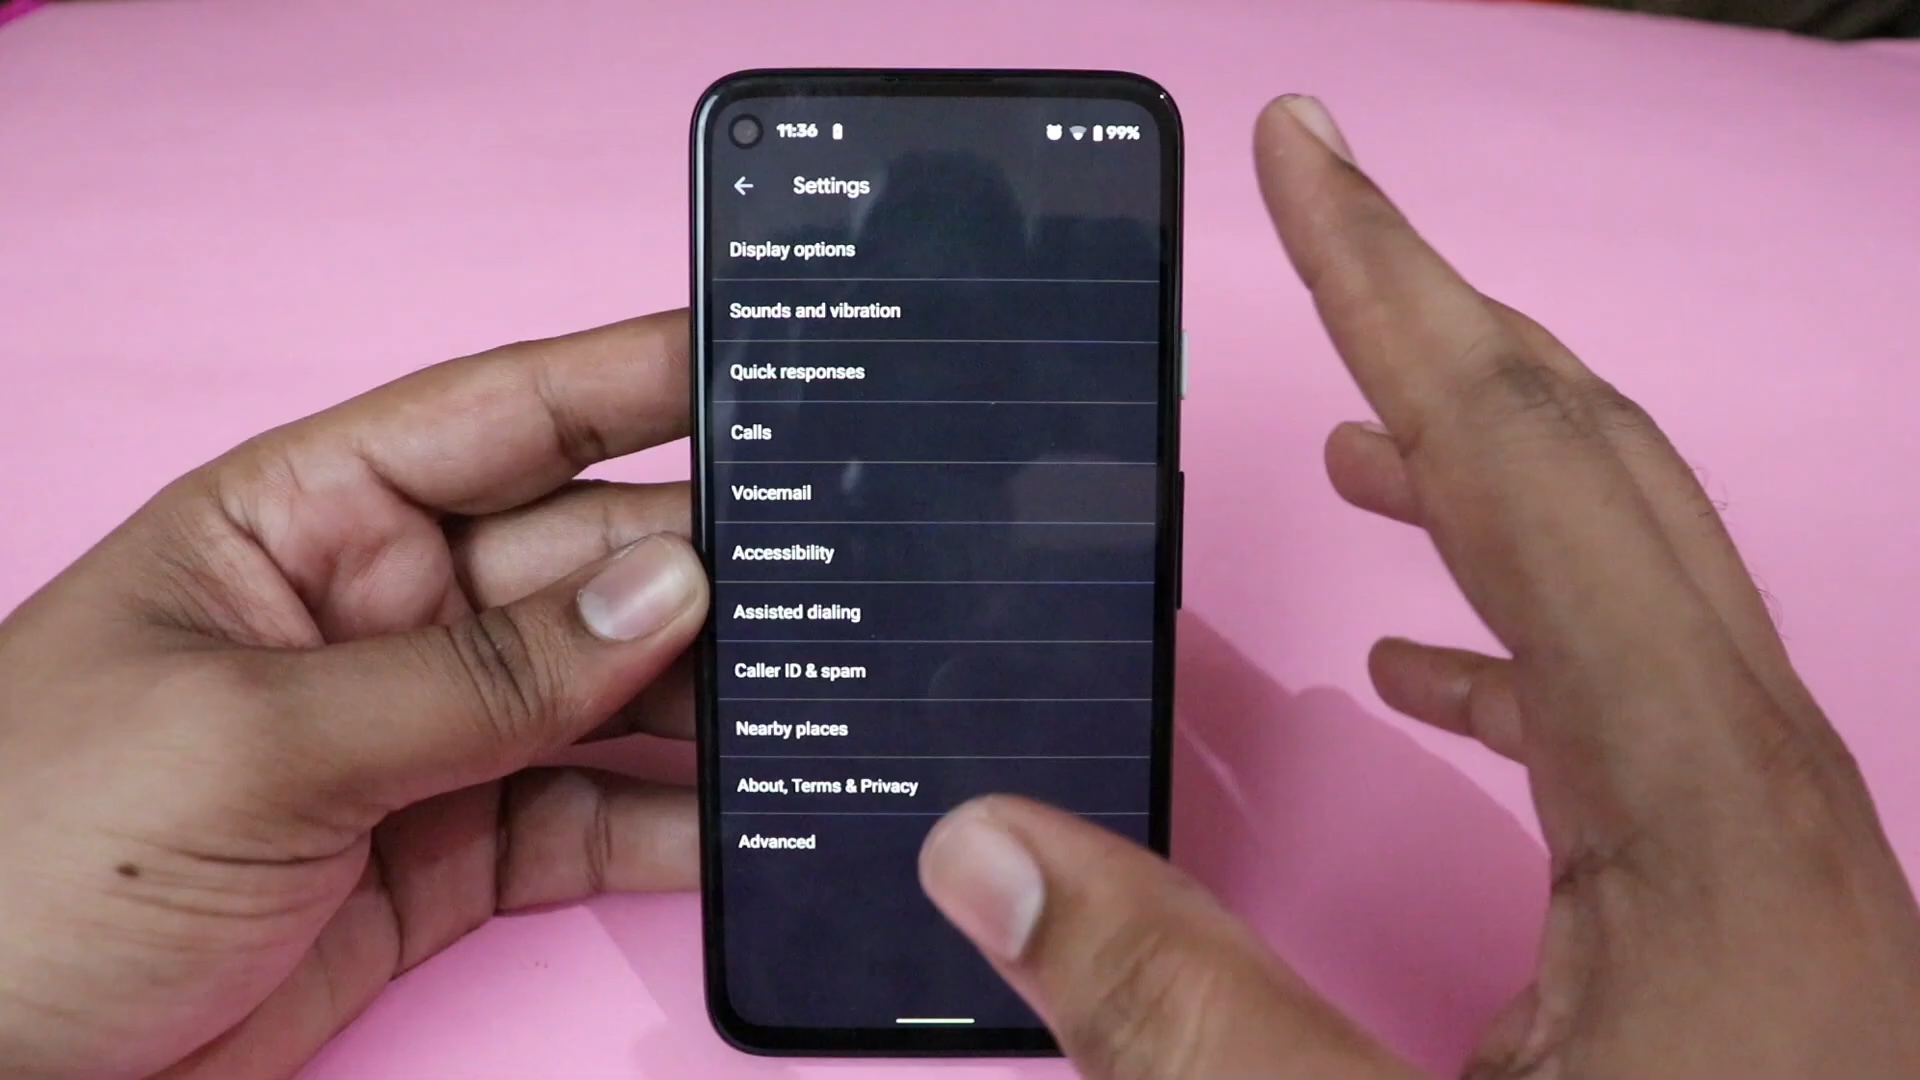 11:36 99%
Settings
Display options
Sounds and vibration
Quick responses
Calls
Voicemail
Accessibility
Assisted dialing
Caller ID & spam
Nearby places
About, Terms & Privacy
Advanced